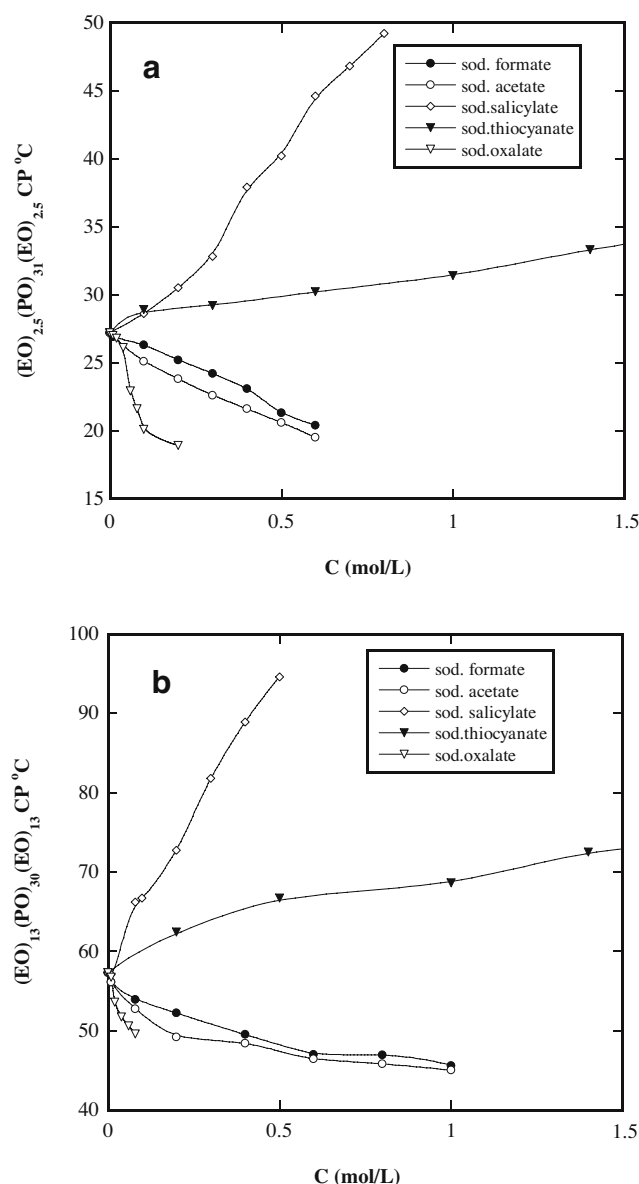 a
50
45
40
35
30
25
20
15
(EO)2.5(PO)31(EO)2.5 CP °C
sod. formate
sod. acetate
sod.salicylate
sod.thiocyanate
sod.oxalate
0
0.5
1
1.5
C (mol/L)
b
100
90
80
70
60
50
40
(EO)13(PO)30(EO)13 CP °C
sod. formate
sod. acetate
sod. salicylate
sod.thiocyanate
sod.oxalate
0
0.5
1
1.5
C (mol/L)